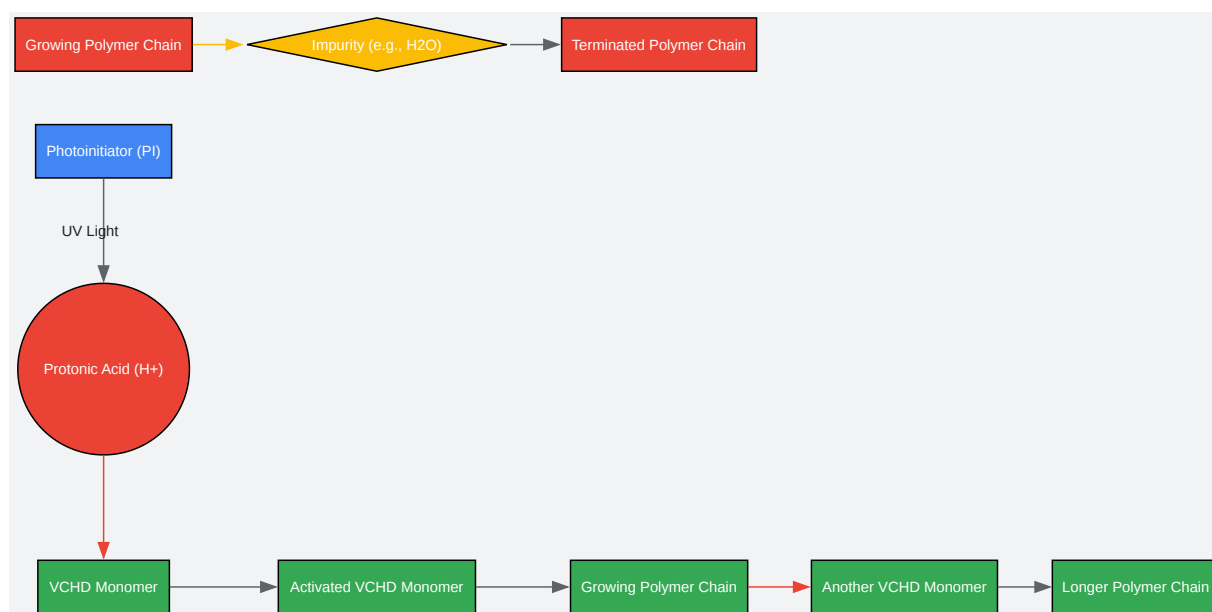 Growing Polymer Chain
Impurity (e.g., H2O)
Terminated Polymer Chain
Photoinitiator (PI)
UV Light
Protonic Acid (H+)
VCHD Monomer
Activated VCHD Monomer
Growing Polymer Chain
Another VCHD Monomer
Longer Polymer Chain